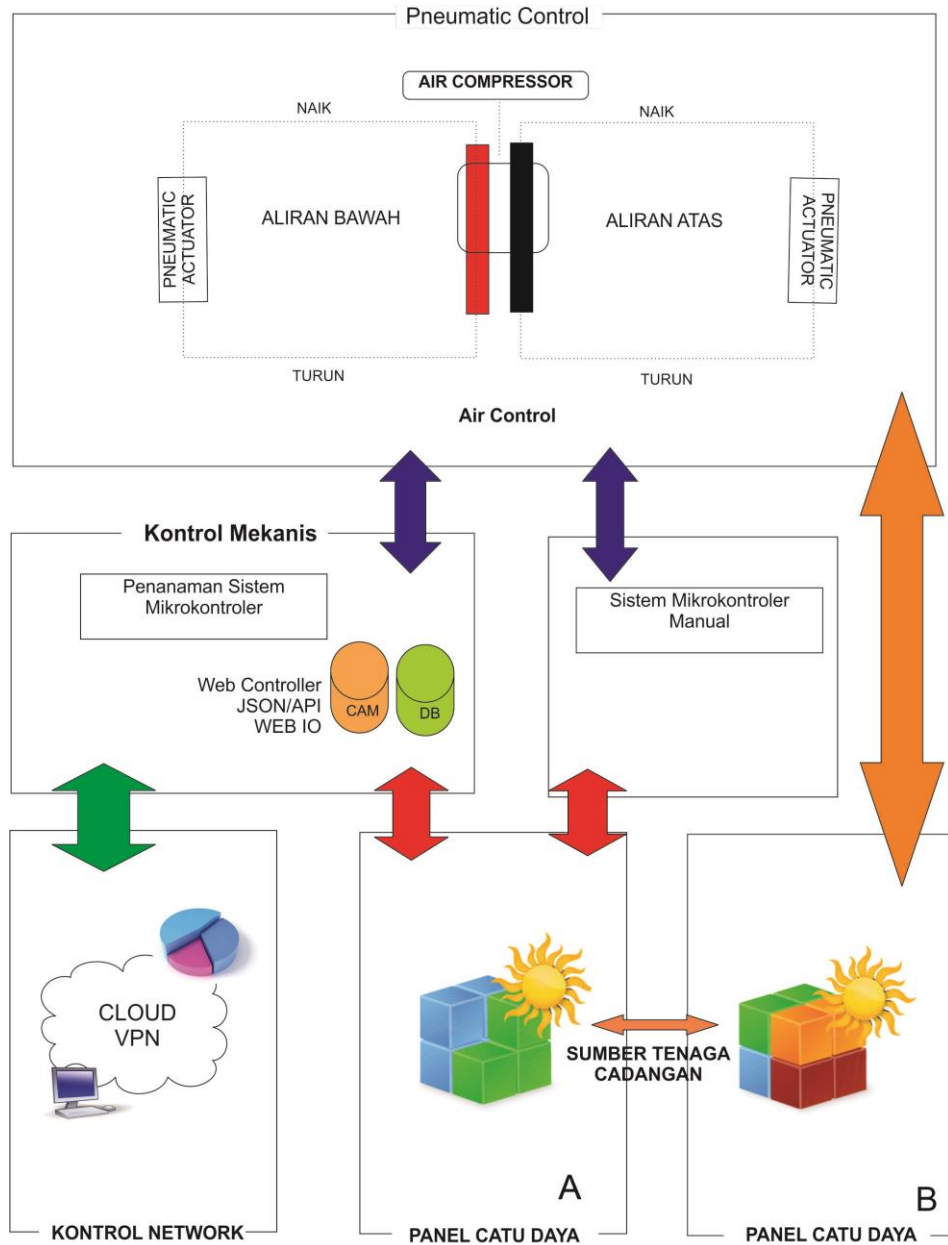 Pneumatic Control
AIR COMPRESSOR
NAIK
NAIK
PNEUMATIC
ACTUATOR
ALIRAN BAWAH
ALIRAN ATAS
PNEUMATIC
ACTUATOR
TURUN
TURUN
Air Control
Kontrol Mekanis
Penanaman Sistem
Mikrokontroler
Sistem Mikrokontroler
Manual
Web Controller
JSON/API
WEB IO
CAM
DB
CLOUD
VPN
SUMBER TENAGA
CADANGAN
A
B
KONTROL NETWORK
PANEL CATU DAYA
PANEL CATU DAYA